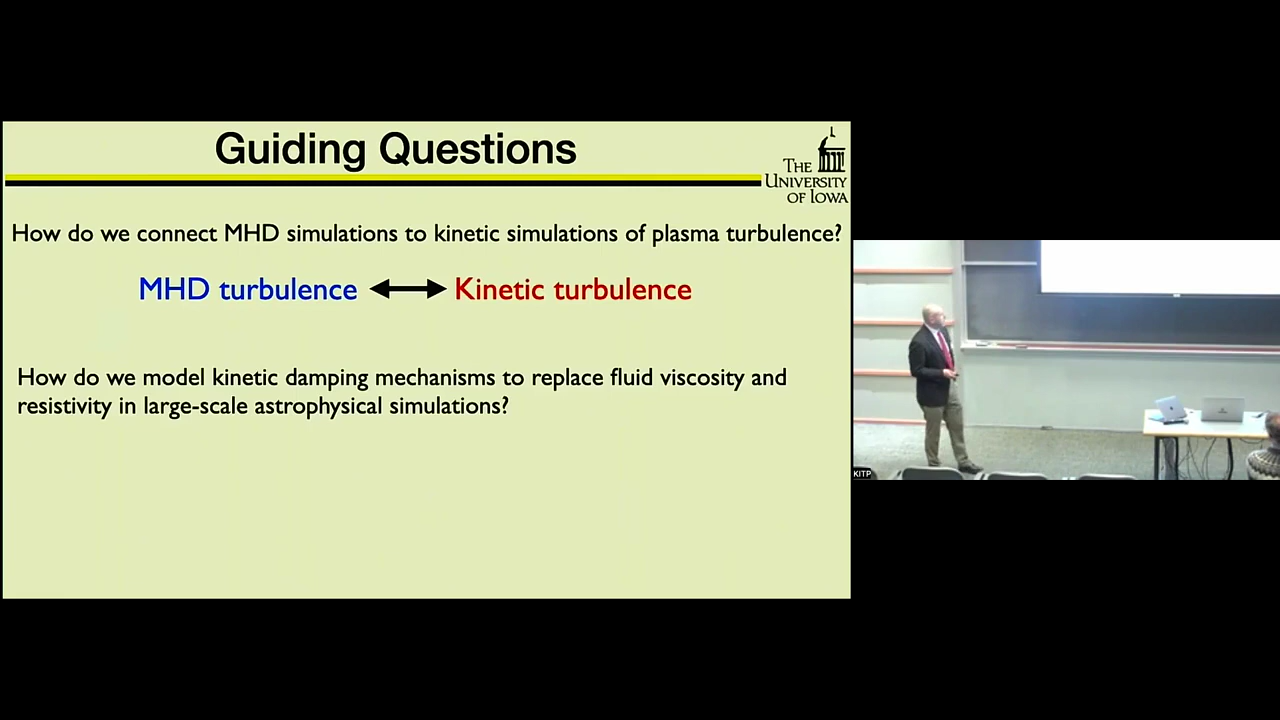 Guiding Questions
THE
UNIVERSITY
OF IOWA
How do we connect MHD simulations to kinetic simulations of plasma turbulence?
MHD turbulence Kinetic turbulence
How do we model kinetic damping mechanisms to replace fluid viscosity and
resistivity in large-scale astrophysical simulations?
KITP